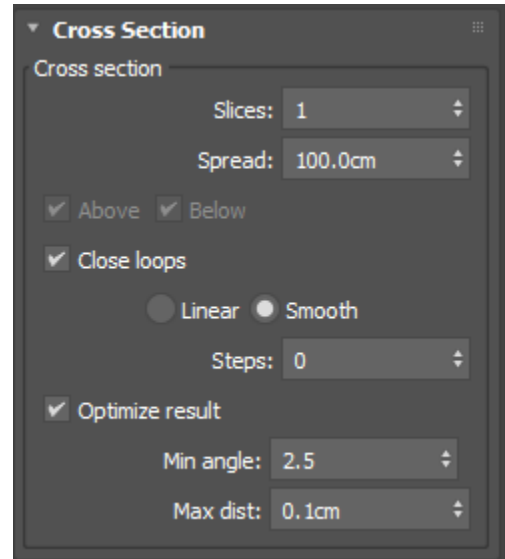 Cross Section
Cross section
Slices: 1
Spread: 100.0cm
Above Below
Close loops
Linear Smooth
Steps: 0
Optimize result
Min angle: 2.5
Max dist: 0.1cm